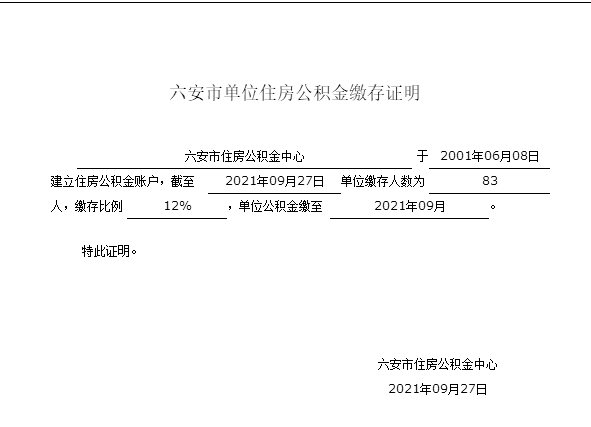 六安市单位住房公积金缴存证明
六安市住房公积金中心 于 2001年06月08日
建立住房公积金账户，截至 2021年09月27日 单位缴存人数为 83
人，缴存比例 12% ，单位公积金缴至 2021年09月 。
特此证明。
六安市住房公积金中心
2021年09月27日